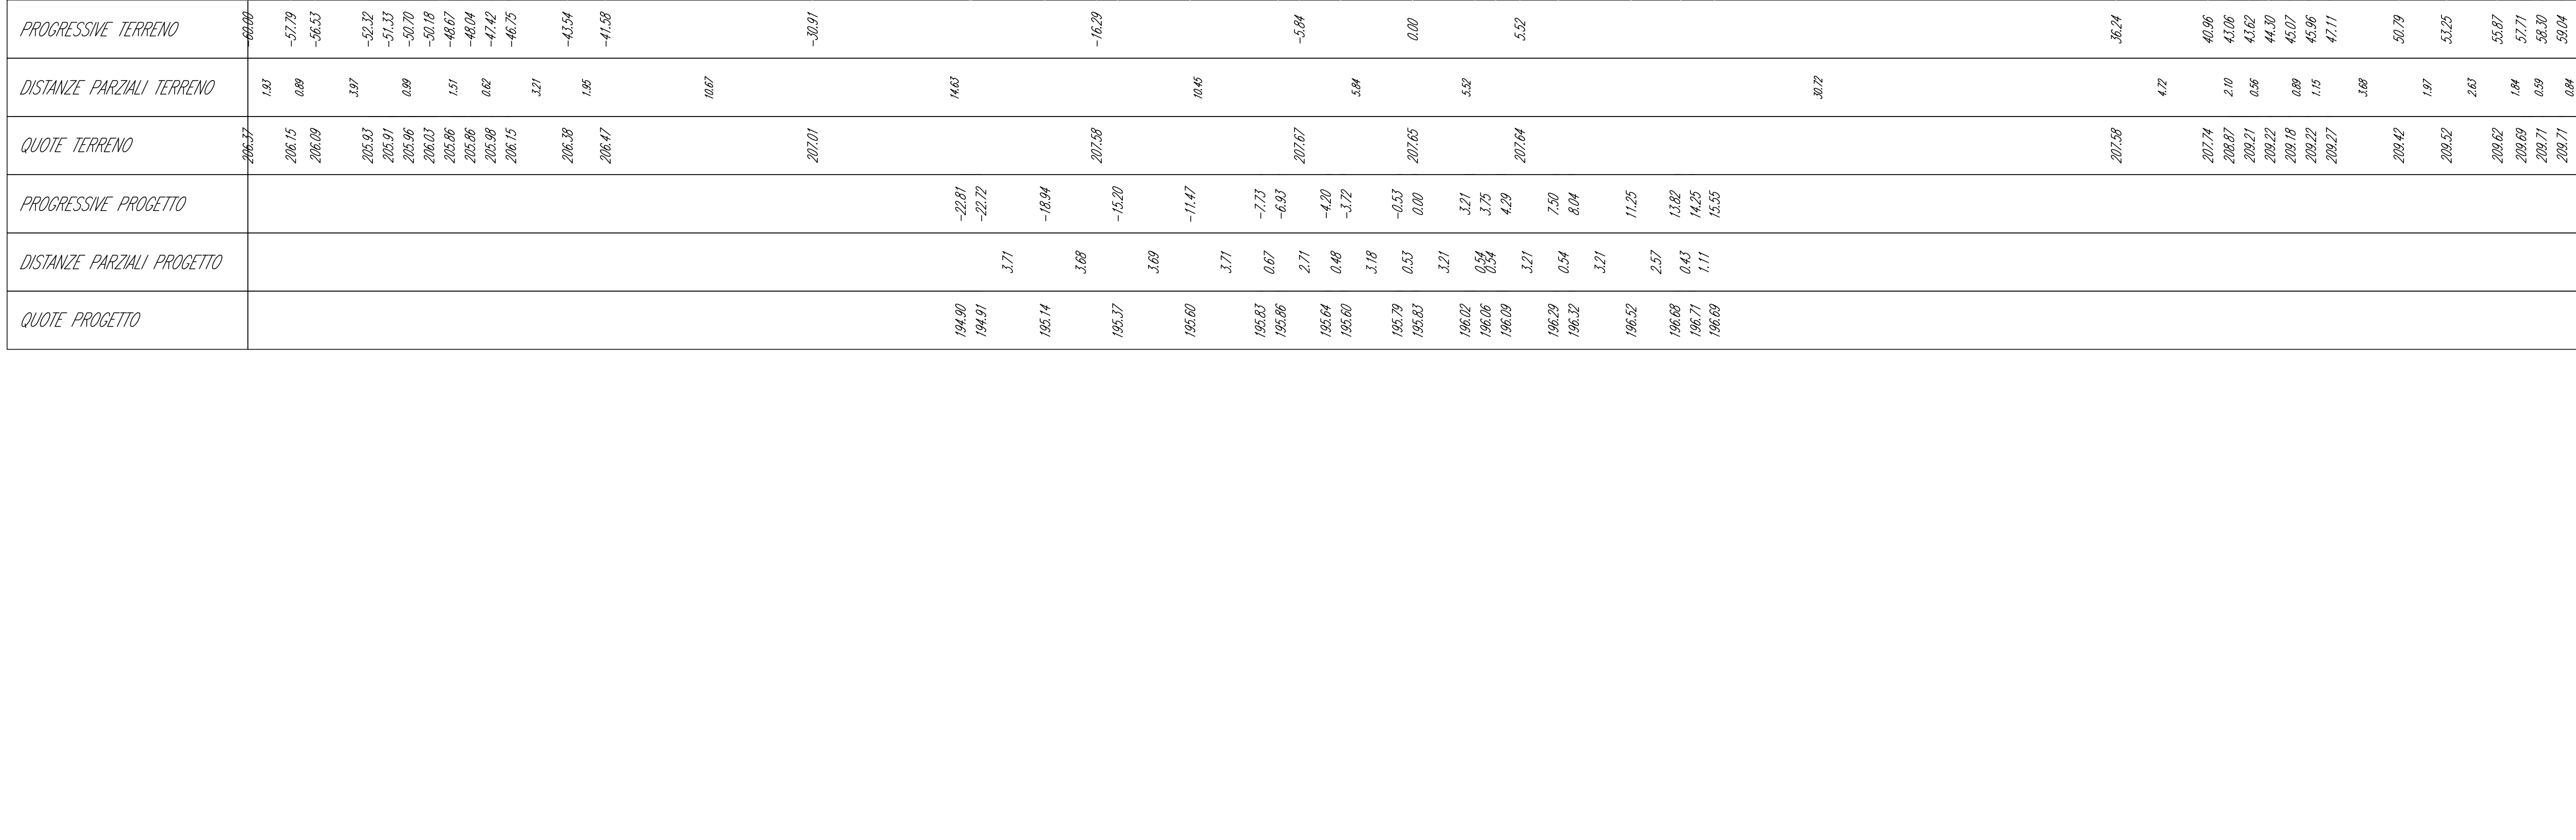 PROGRESSIVE TERRENO -60.00 -57.79 -56.53 -52.32 -51.33 -50.70 -50.18 -48.67 -48.04 -47.42 -46.75 -43.54 -41.58 -30.91 -16.29 -5.84 0.00 5.52 36.24 40.96 43.06 43.62 44.30 45.07 45.96 47.11 50.79 53.25 55.87 57.71 58.30 59.04
DISTANZE PARZIALI TERRENO 1.93 0.89 3.97 0.99 1.51 0.62 3.21 1.95 10.67 14.63 10.45 5.84 5.52 30.72 4.72 2.10 0.56 0.89 1.15 3.68 1.97 2.63 1.84 0.59 0.84
QUOTE TERRENO 206.37 206.15 206.09 205.93 205.91 205.96 206.03 205.86 205.86 205.98 206.15 206.38 206.47 207.01 207.58 207.67 207.65 207.64 207.58 207.74 208.87 209.21 209.22 209.18 209.22 209.27 209.42 209.52 209.62 209.69 209.71 209.71
PROGRESSIVE PROGETTO -22.81 -22.72 -18.94 -15.20 -11.47 -7.73 -6.93 -4.20 -3.72 -0.53 0.00 3.21 3.75 4.29 7.50 8.04 11.25 13.82 14.25 15.55
DISTANZE PARZIALI PROGETTO 3.71 3.68 3.69 3.71 0.67 2.71 0.48 3.18 0.53 3.21 0.54 0.54 3.21 0.54 3.21 2.57 0.43 1.11
QUOTE PROGETTO 194.90 194.91 195.14 195.37 195.60 195.83 195.86 195.64 195.60 195.79 195.83 196.02 196.06 196.09 196.29 196.32 196.52 196.68 196.71 196.69